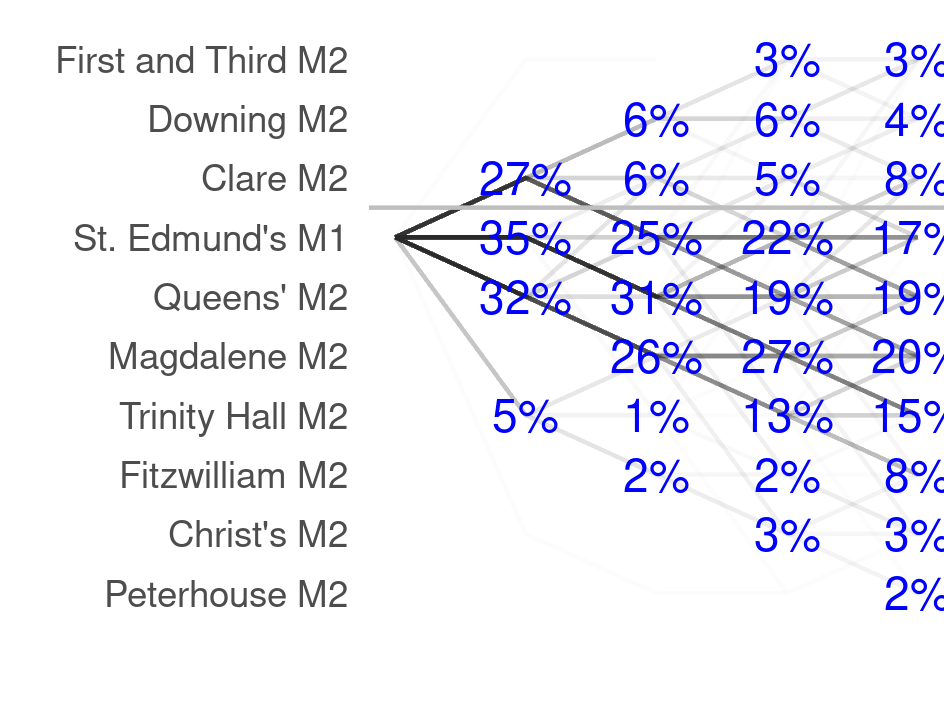 First and Third M2 3% 3%
Downing M2 6% 6% 4%
Clare M2 27% 6% 5% 8%
St. Edmund's M1 35% 25% 22% 17%
Queens' M2 32% 31% 19% 19%
Magdalene M2 26% 27% 20%
Trinity Hall M2 5% 1% 13% 15%
Fitzwilliam M2 2% 2% 8%
Christ's M2 3% 3%
Peterhouse M2 2%